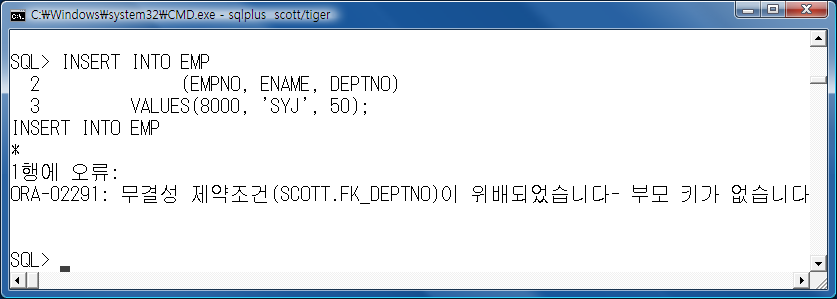 C:\Windows\system32\CMD.exe - sqlplus  scott/tiger
SQL> INSERT INTO EMP
  2             (EMPNO, ENAME, DEPTNO)
  3        VALUES(8000, 'SYJ', 50);
INSERT INTO EMP
*
1행에 오류:
ORA-02291: 무결성 제약조건(SCOTT.FK_DEPTNO)이 위배되었습니다- 부모 키가 없습니다
SQL>